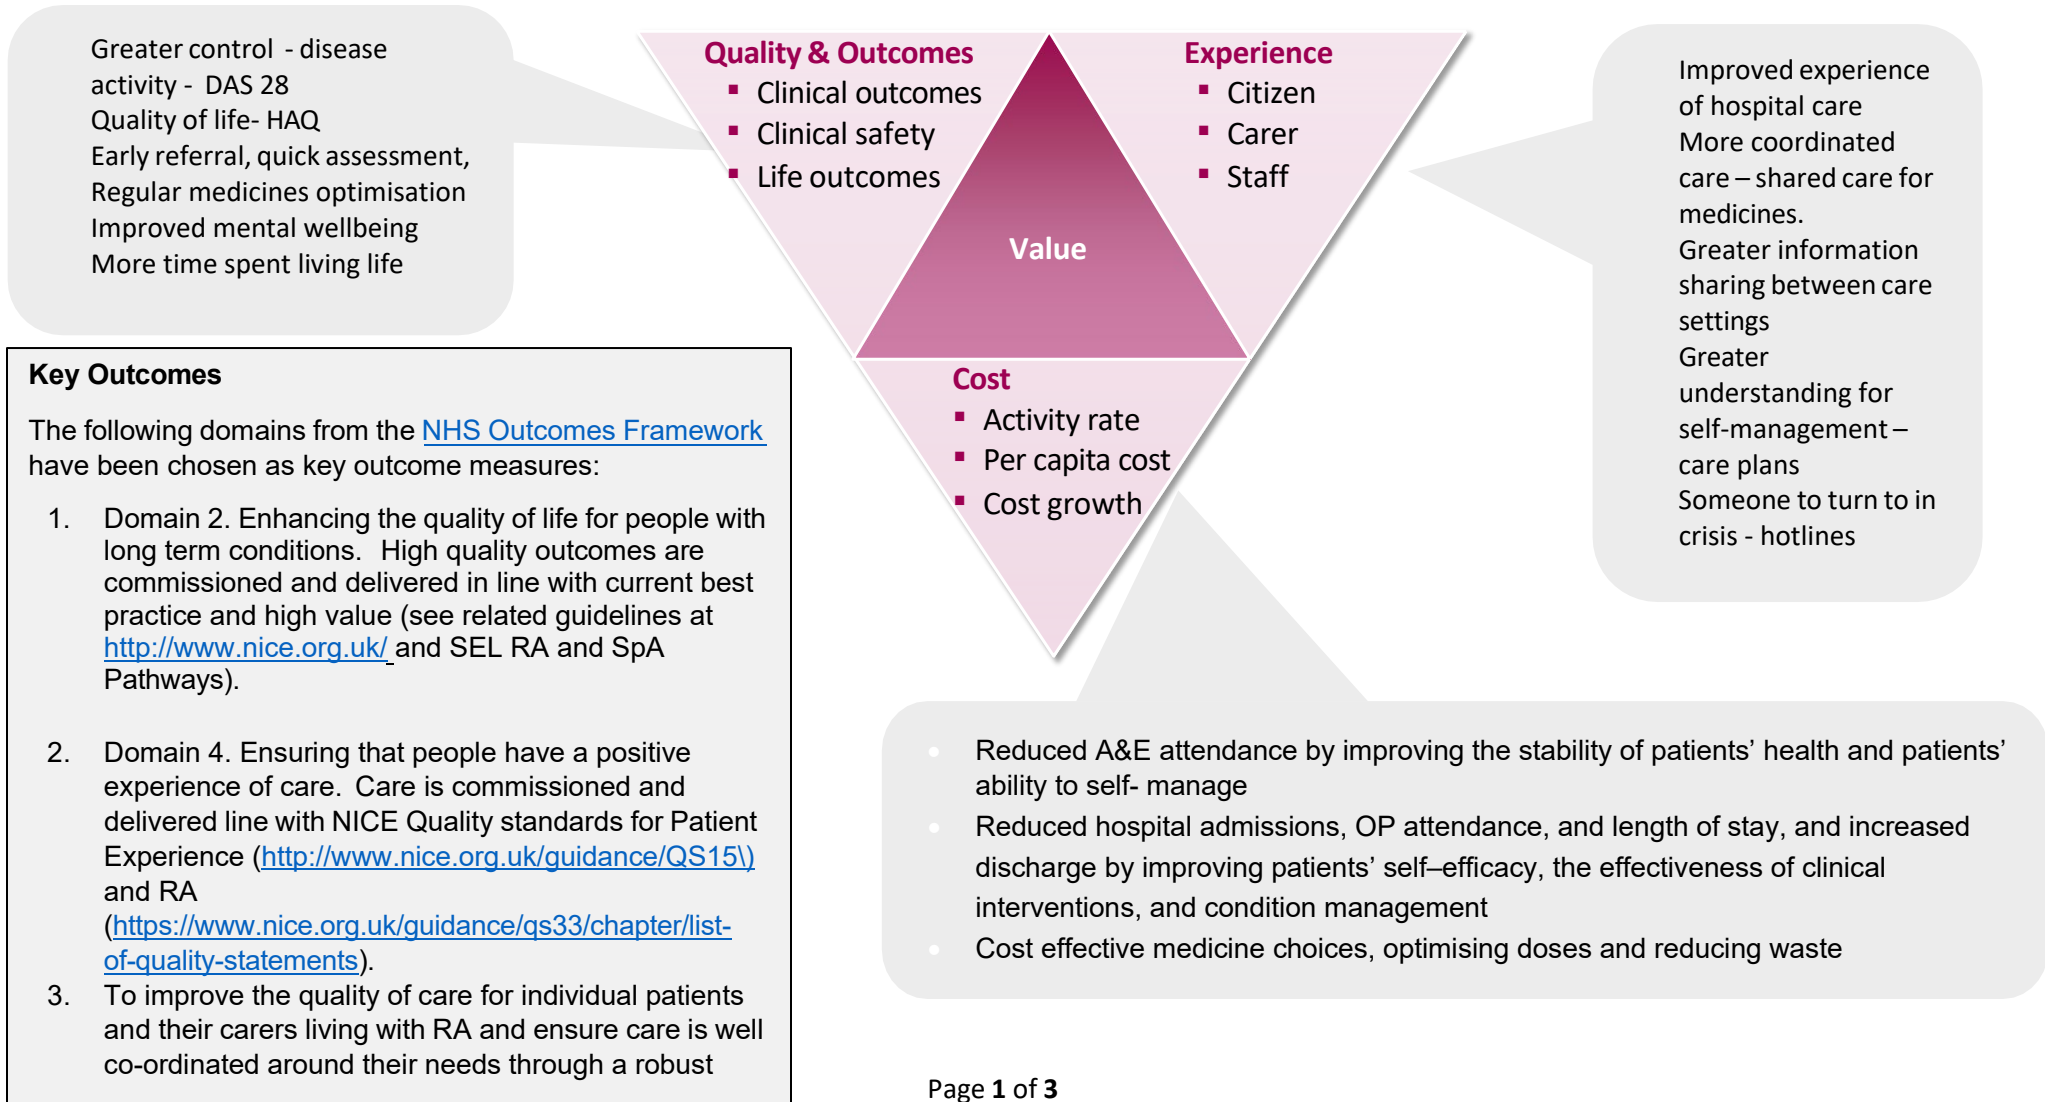 Greater control - disease
activity - DAS 28
Quality of life- HAQ
Early referral, quick assessment,
Regular medicines optimisation
Improved mental wellbeing
More time spent living life
Quality & Outcomes
▪ Clinical outcomes
▪ Clinical safety
▪ Life outcomes
Experience
▪ Citizen
▪ Carer
▪ Staff
Value
Cost
▪ Activity rate
▪ Per capita cost
▪ Cost growth
Improved experience
of hospital care
More coordinated
care – shared care for
medicines.
Greater information
sharing between care
settings
Greater
understanding for
self-management –
care plans
Someone to turn to in
crisis - hotlines
Key Outcomes
The following domains from the NHS Outcomes Framework
have been chosen as key outcome measures:
1. Domain 2. Enhancing the quality of life for people with
long term conditions. High quality outcomes are
commissioned and delivered in line with current best
practice and high value (see related guidelines at
http://www.nice.org.uk/ and SEL RA and SpA
Pathways).
2. Domain 4. Ensuring that people have a positive
experience of care. Care is commissioned and
delivered line with NICE Quality standards for Patient
Experience (http://www.nice.org.uk/guidance/QS15\)
and RA
(https://www.nice.org.uk/guidance/qs33/chapter/list-
of-quality-statements).
3. To improve the quality of care for individual patients
and their carers living with RA and ensure care is well
co-ordinated around their needs through a robust
• Reduced A&E attendance by improving the stability of patients’ health and patients’
ability to self- manage
• Reduced hospital admissions, OP attendance, and length of stay, and increased
discharge by improving patients’ self–efficacy, the effectiveness of clinical
interventions, and condition management
• Cost effective medicine choices, optimising doses and reducing waste
Page 1 of 3